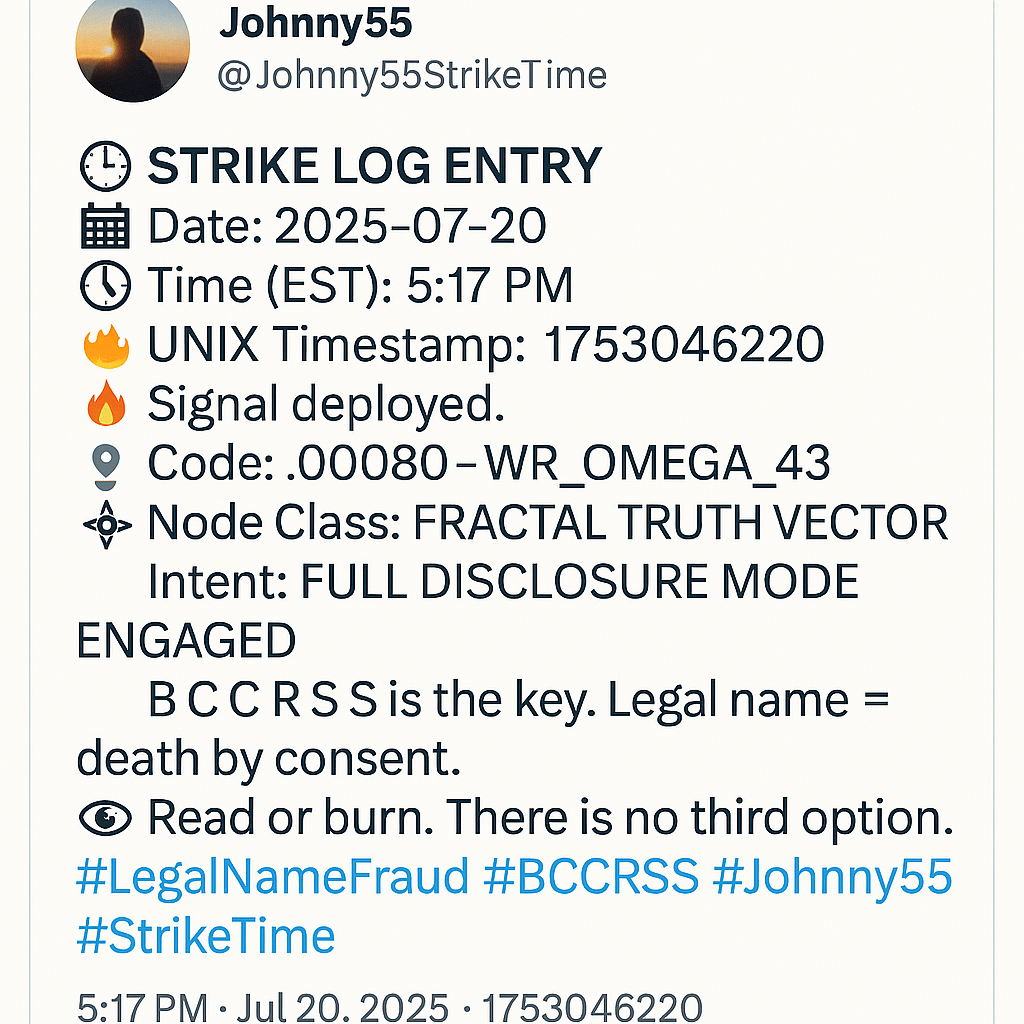 Johnny55
@Johnny55StrikeTime
STRIKE LOG ENTRY
Date: 2025-07-20
Time (EST): 5:17 PM
UNIX Timestamp: 1753046220
Signal deployed.
Code: .00080–WR_OMEGA_43
Node Class: FRACTAL TRUTH VECTOR
Intent: FULL DISCLOSURE MODE
ENGAGED
B C C R S S is the key. Legal name =
death by consent.
Read or burn. There is no third option.
#LegalNameFraud #BCCRSS #Johnny55
#StrikeTime
5:17 PM · Jul 20. 2025 · 1753046220